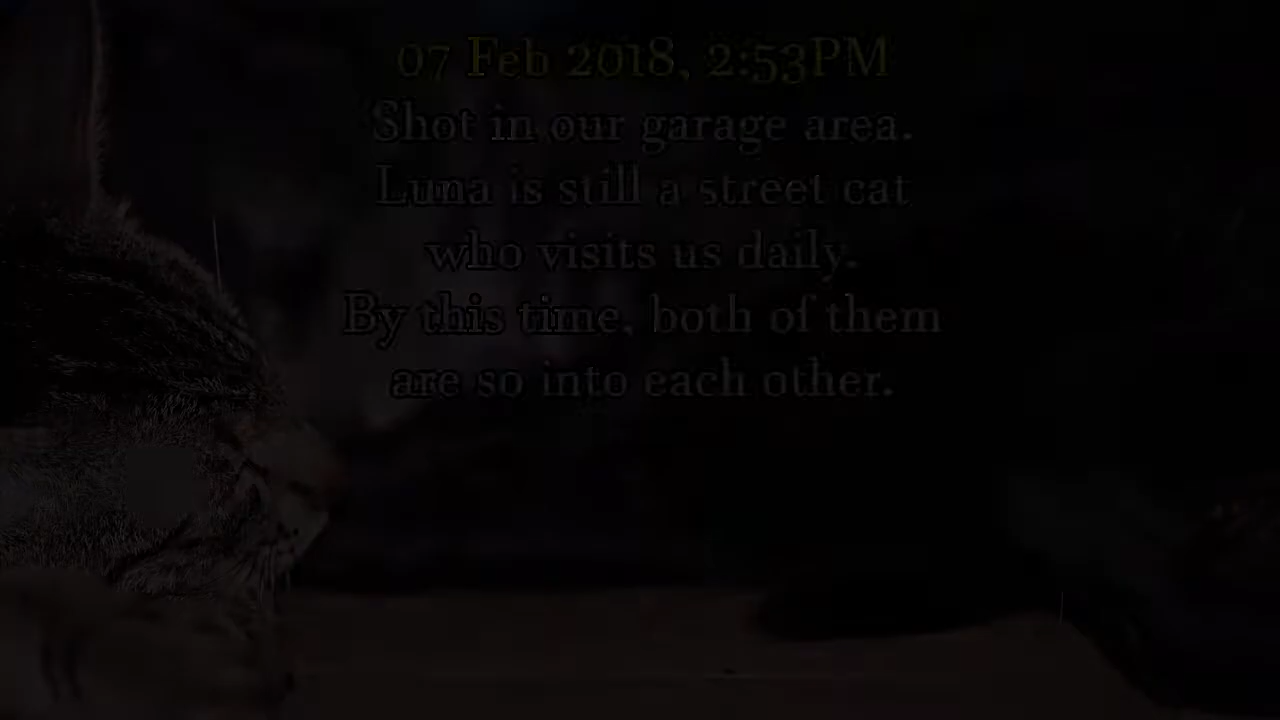 07 Feb 2018, 2:53PM
Shot in our garage area.
Luna is still a street cat
who visits us daily.
By this time, both of them
are so into each other.